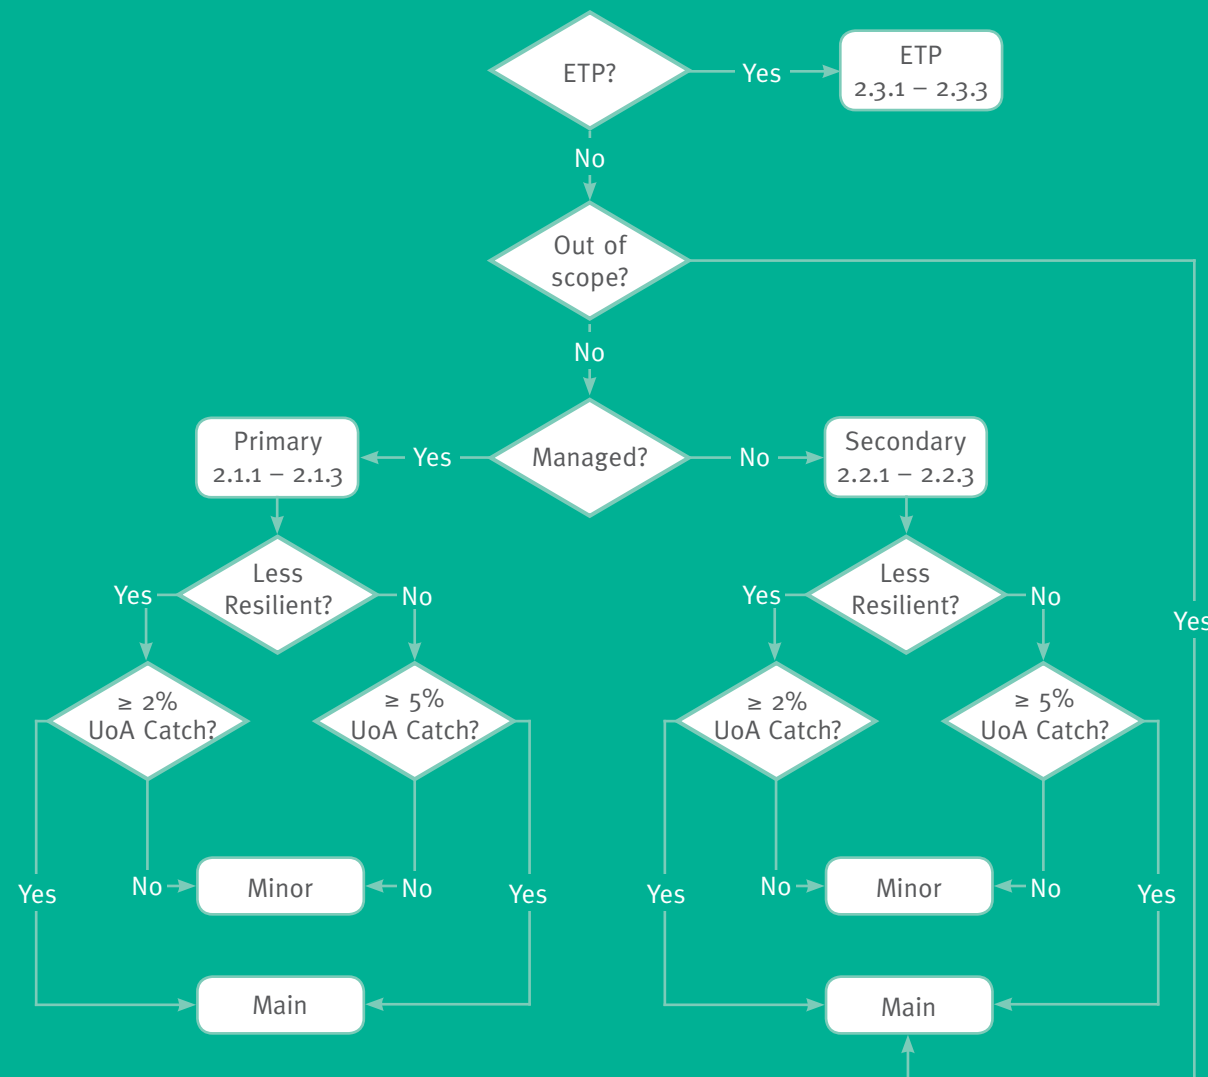 ETP?
Yes
ETP
2.3.1 – 2.3.3
No
Out of
scope?
No
Primary
2.1.1 – 2.1.3
Yes
Managed?
No
Secondary
2.2.1 – 2.2.3
Less
Resilient?
Yes
No
Less
Resilient?
Yes
No
Yes
≥ 2%
UoA Catch?
≥ 5%
UoA Catch?
≥ 2%
UoA Catch?
≥ 5%
UoA Catch?
Yes
No
Minor
No
Yes
Yes
No
Minor
No
Yes
Main
Main